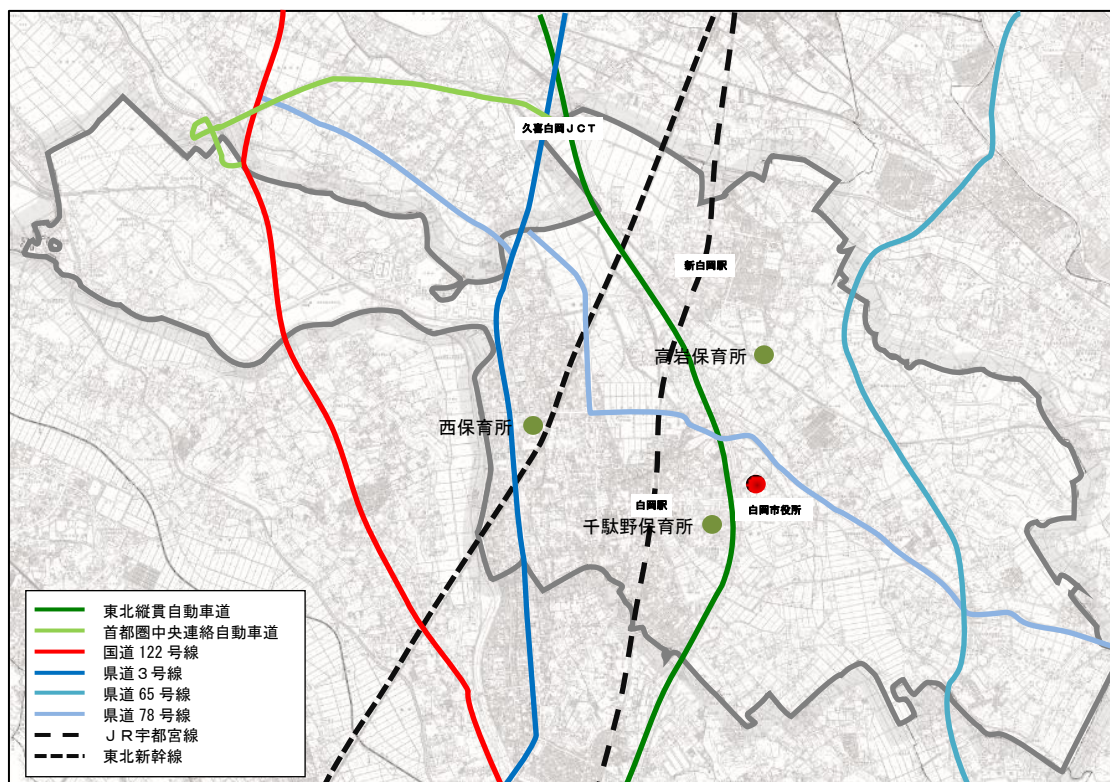 久喜白岡ＪＣＴ
新白岡駅
高岩保育所
西保育所
白岡駅
白岡市役所
千駄野保育所
東北縦貫自動車道
首都圏中央連絡自動車道
国道 122 号線
県道３号線
県道 65 号線
県道 78 号線
ＪＲ宇都宮線
東北新幹線